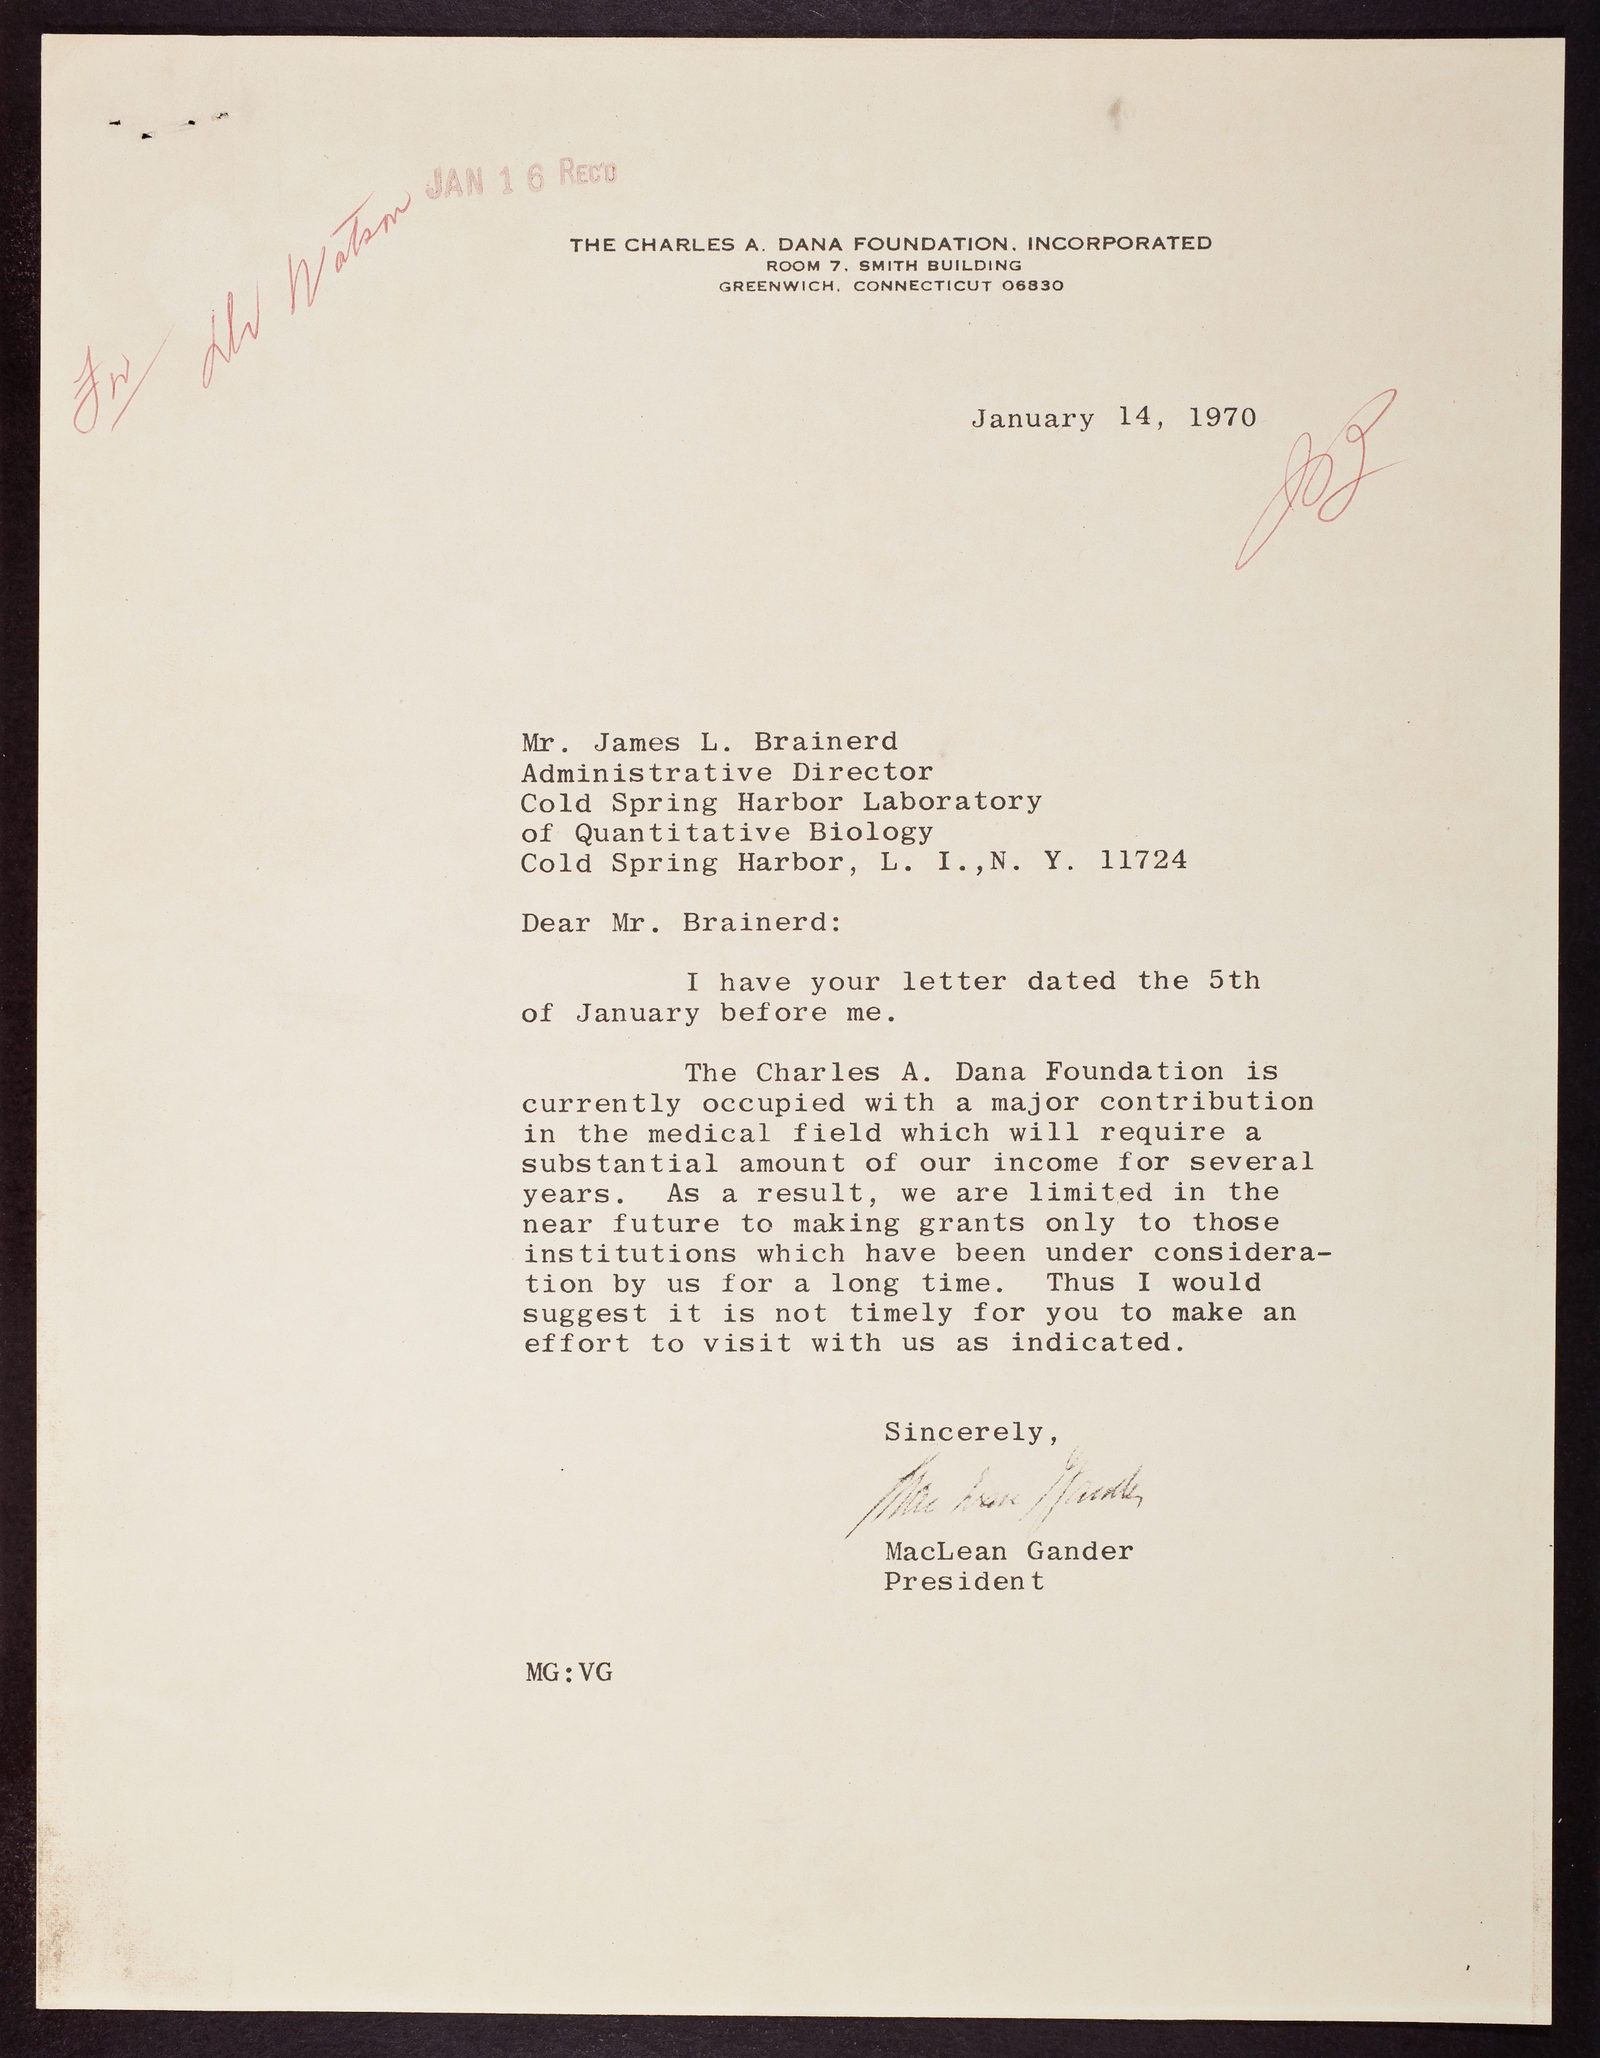 JAN 16 REC'D
Dr Watson
THE CHARLES A. DANA FOUNDATION, INCORPORATED
ROOM 7, SMITH BUILDING
GREENWICH, CONNECTICUT 06830
January 14, 1970
JB
Mr. James L. Brainerd
Administrative Director
Cold Spring Harbor Laboratory
of Quantitative Biology
Cold Spring Harbor, L. I.,N. Y. 11724
Dear Mr. Brainerd:
I have your letter dated the 5th
of January before me.
The Charles A. Dana Foundation is
currently occupied with a major contribution
in the medical field which will require a
substantial amount of our income for several
years. As a result, we are limited in the
near future to making grants only to those
institutions which have been under considera-
tion by us for a long time. Thus I would
suggest it is not timely for you to make an
effort to visit with us as indicated.
Sincerely,
MacLean Gander
MacLean Gander
President
MG:VG